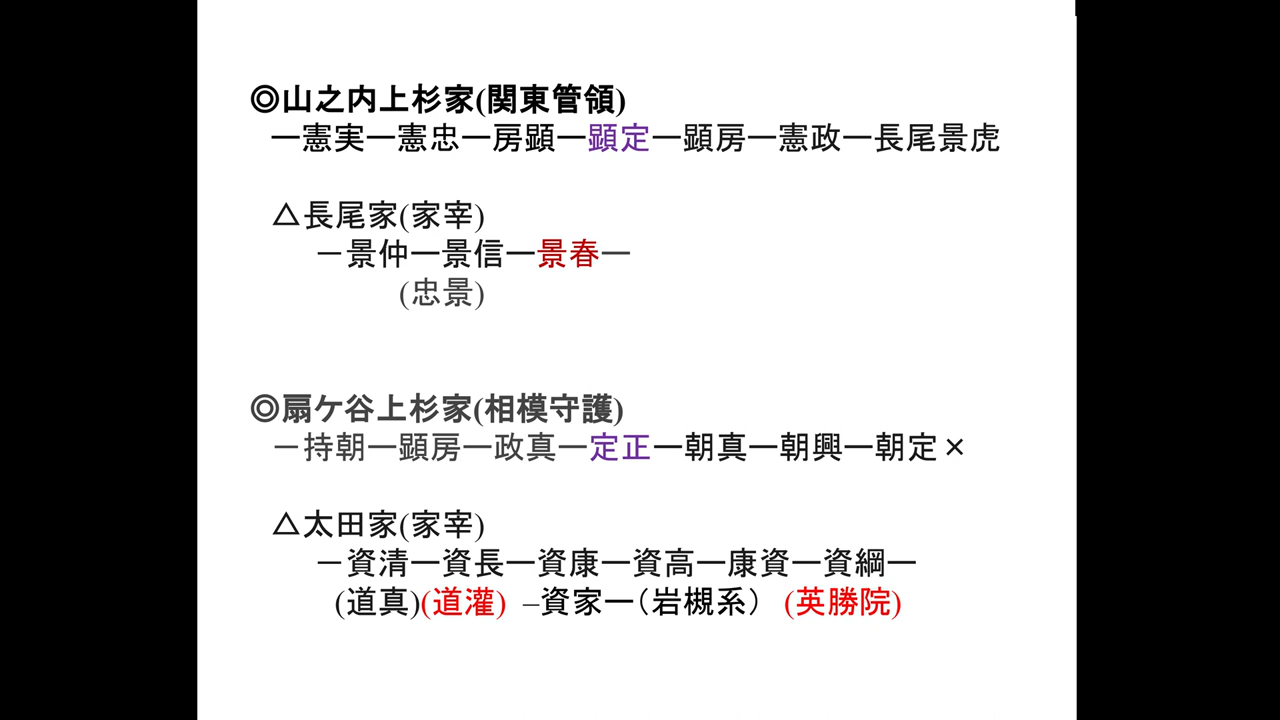 ◎山之内上杉家(関東管領)
ー憲実ー憲忠ー房顕ー顕定ー顕房ー憲政ー長尾景虎
△長尾家(家宰)
－景仲ー景信ー景春ー
(忠景)
◎扇ケ谷上杉家(相模守護)
－持朝ー顕房ー政真ー定正ー朝真ー朝興ー朝定×
△太田家(家宰)
－資清ー資長ー資康ー資高ー康資ー資綱ー
(道真)(道灌) –資家ー（岩槻系） (英勝院)